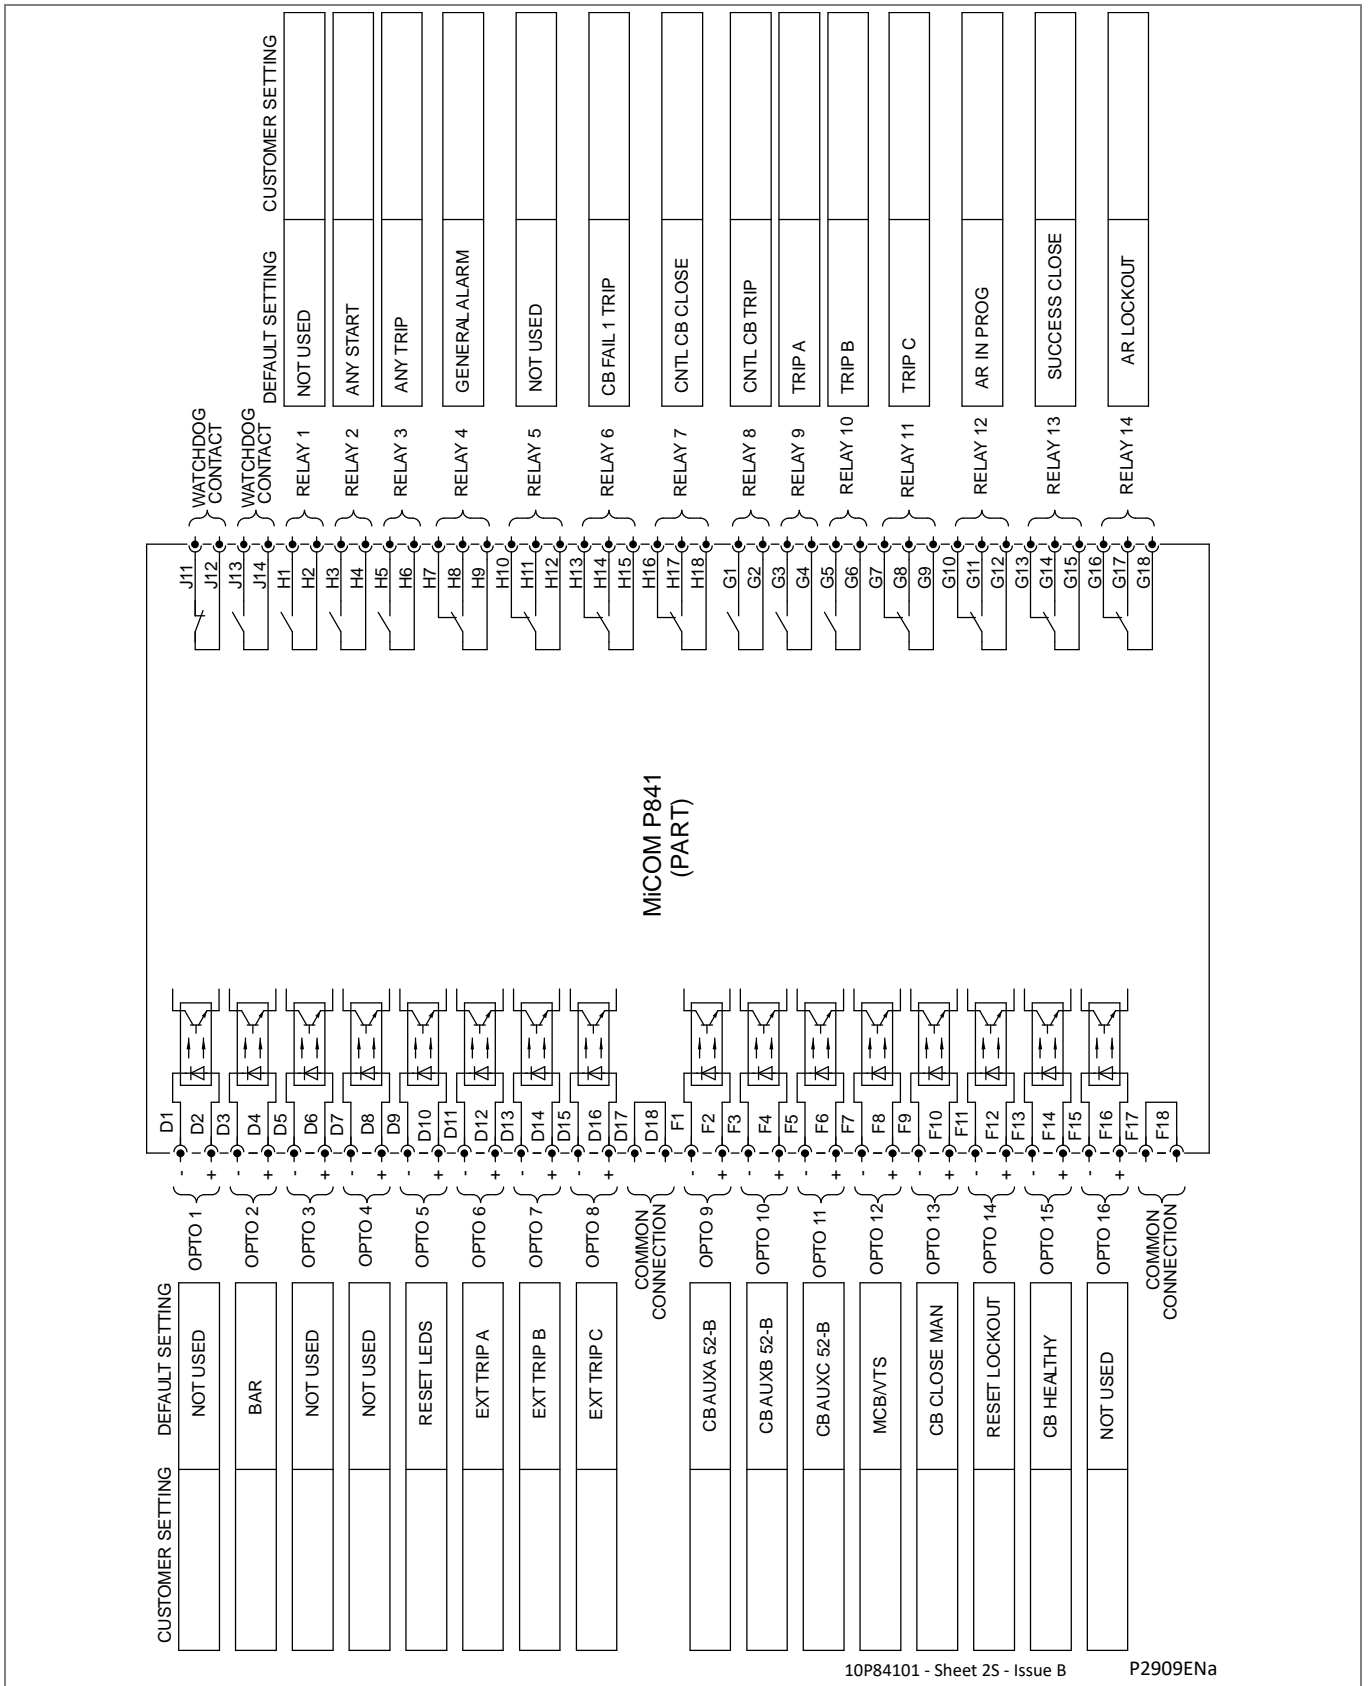 CUSTOMER SETTING
DEFAULT SETTING
WATCHDOG
CONTACT
J11
J12
WATCHDOG
CONTACT
J13
J14
NOT USED
RELAY 1
H1
H2
ANY START
RELAY 2
H3
H4
ANY TRIP
RELAY 3
H5
H6
GENERAL ALARM
RELAY 4
H7
H8
H9
NOT USED
RELAY 5
H10
H11
H12
CB FAIL 1 TRIP
RELAY 6
H13
H14
H15
CNTL CB CLOSE
RELAY 7
H16
H17
H18
CNTL CB TRIP
RELAY 8
G1
G2
TRIP A
RELAY 9
G3
G4
TRIP B
RELAY 10
G5
G6
TRIP C
RELAY 11
G7
G8
G9
AR IN PROG
RELAY 12
G10
G11
G12
SUCCESS CLOSE
RELAY 13
G13
G14
G15
AR LOCKOUT
RELAY 14
G16
G17
G18
MiCOM P841
(PART)
CUSTOMER SETTING
DEFAULT SETTING
NOT USED
OPTO 1
-
+
D1
D2
BAR
OPTO 2
-
+
D3
D4
NOT USED
OPTO 3
-
+
D5
D6
NOT USED
OPTO 4
-
+
D7
D8
RESET LEDS
OPTO 5
-
+
D9
D10
EXT TRIP A
OPTO 6
-
+
D11
D12
EXT TRIP B
OPTO 7
-
+
D13
D14
EXT TRIP C
OPTO 8
-
+
D15
D16
COMMON
CONNECTION
D17
D18
CB AUXA 52-B
OPTO 9
-
+
F1
F2
CB AUXB 52-B
OPTO 10
-
+
F3
F4
CB AUXC 52-B
OPTO 11
-
+
F5
F6
MCB/VTS
OPTO 12
-
+
F7
F8
CB CLOSE MAN
OPTO 13
-
+
F9
F10
RESET LOCKOUT
OPTO 14
-
+
F11
F12
CB HEALTHY
OPTO 15
-
+
F13
F14
NOT USED
OPTO 16
-
+
F15
F16
COMMON
CONNECTION
F17
F18
10P84101 - Sheet 2S - Issue B
P2909ENa